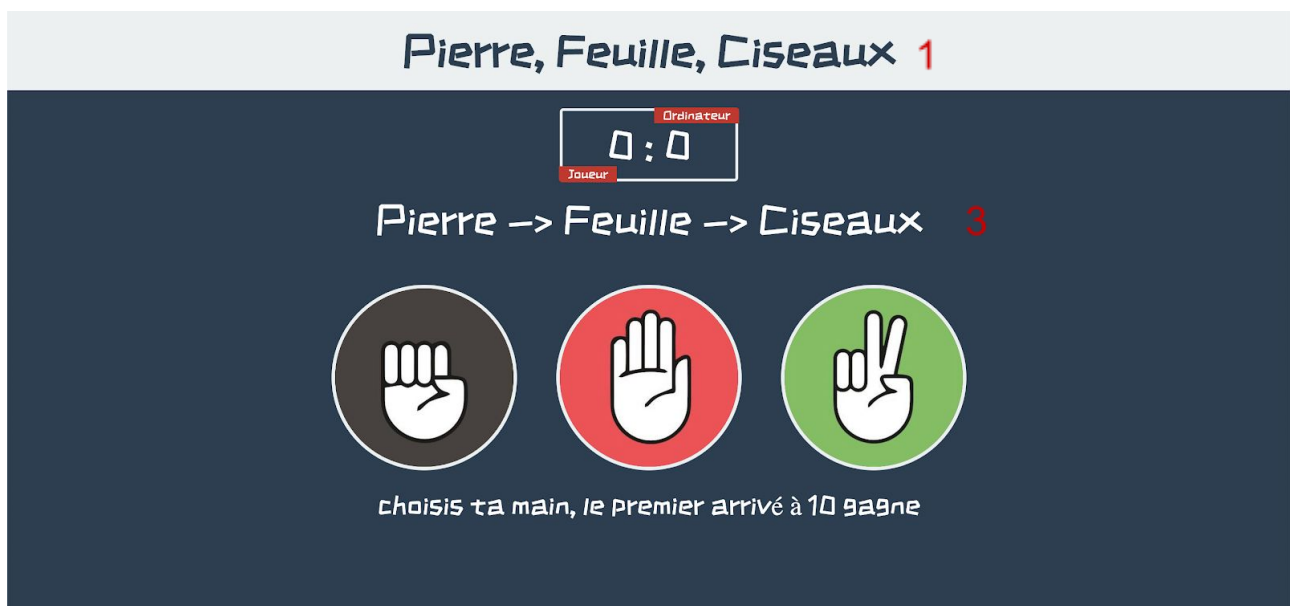 Pierre, Feuille, Ciseaux 1
Ordinateur
0:0
Joueur
Pierre –> Feuille –> Ciseaux 3
choisis ta main, le premier arrivé à 10 gagne